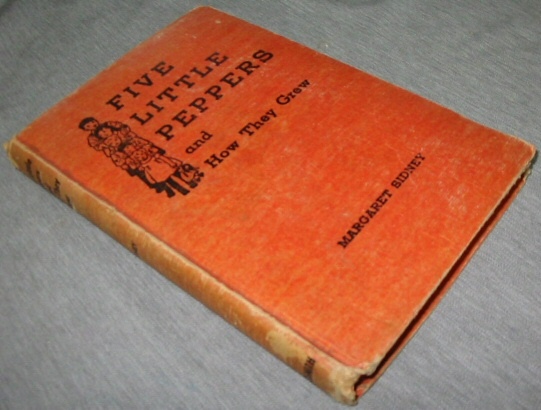 FIVE
LITTLE
PEPPERS
and
How They Grew
MARGARET SIDNEY